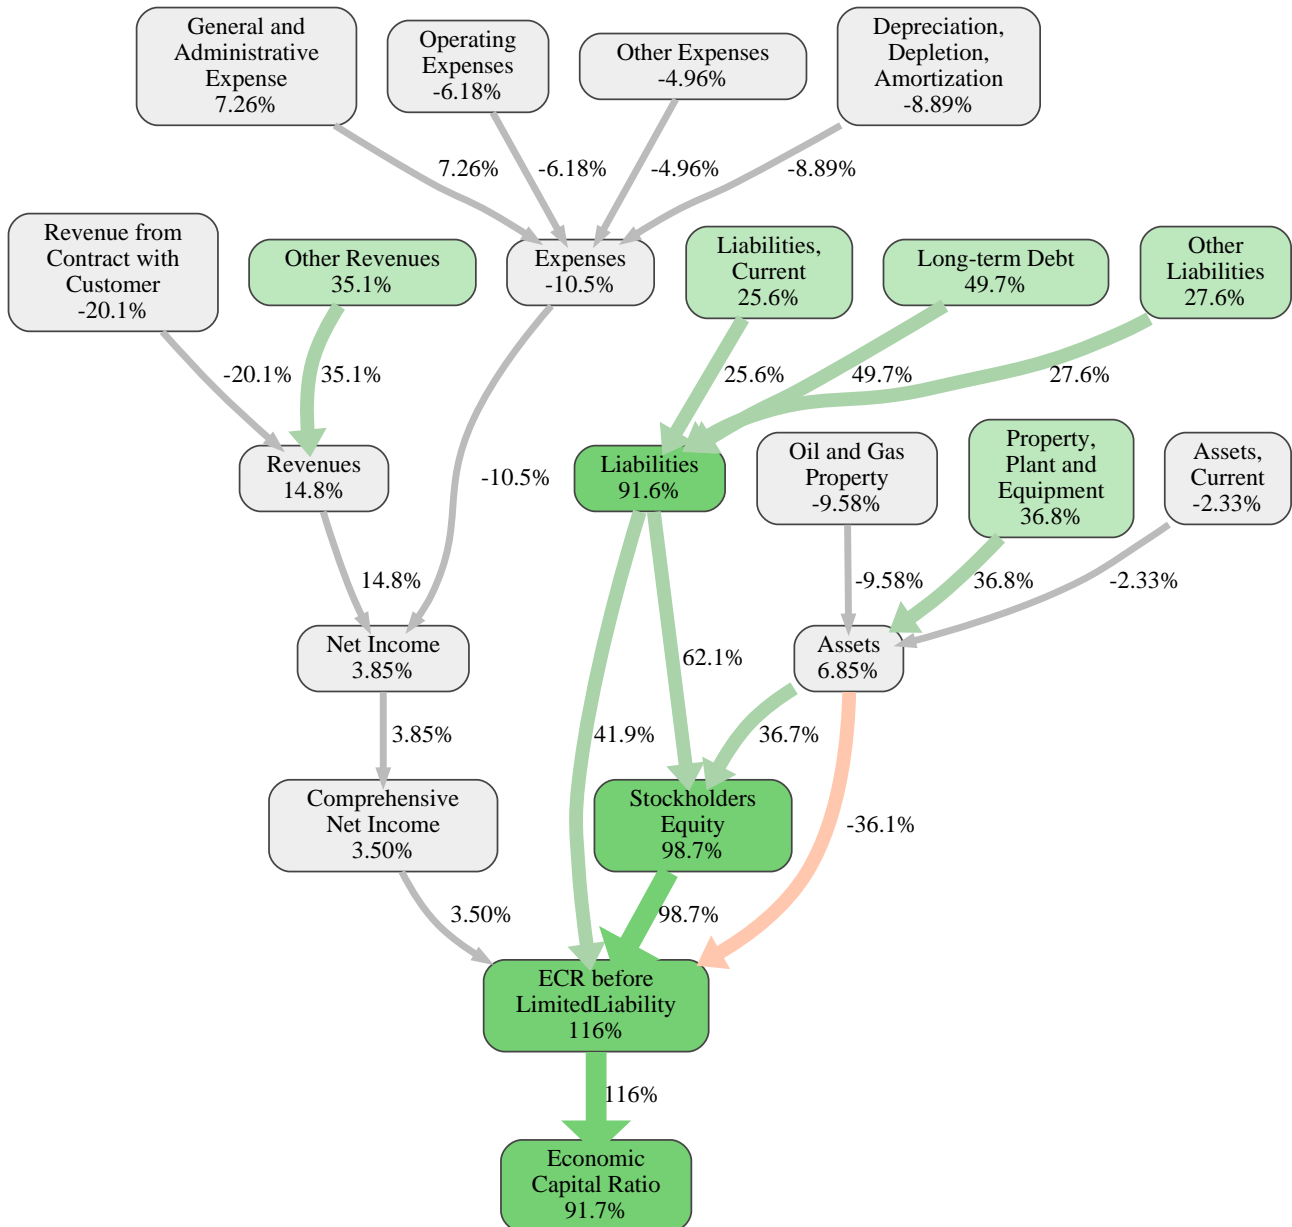 General and
Administrative
Expense
7.26%
Operating
Expenses
-6.18%
Other Expenses
-4.96%
Depreciation,
Depletion,
Amortization
-8.89%
7.26%
-6.18%
-4.96%
-8.89%
Revenue from
Contract with
Customer
-20.1%
Other Revenues
35.1%
Expenses
-10.5%
Liabilities,
Current
25.6%
Long-term Debt
49.7%
Other
Liabilities
27.6%
-20.1%
35.1%
25.6%
49.7%
27.6%
Revenues
14.8%
-10.5%
Liabilities
91.6%
Oil and Gas
Property
-9.58%
Property,
Plant and
Equipment
36.8%
Assets,
Current
-2.33%
14.8%
-9.58%
36.8%
-2.33%
Net Income
3.85%
62.1%
Assets
6.85%
3.85%
41.9%
36.7%
Comprehensive
Net Income
3.50%
Stockholders
Equity
98.7%
-36.1%
3.50%
98.7%
ECR before
LimitedLiability
116%
116%
Economic
Capital Ratio
91.7%